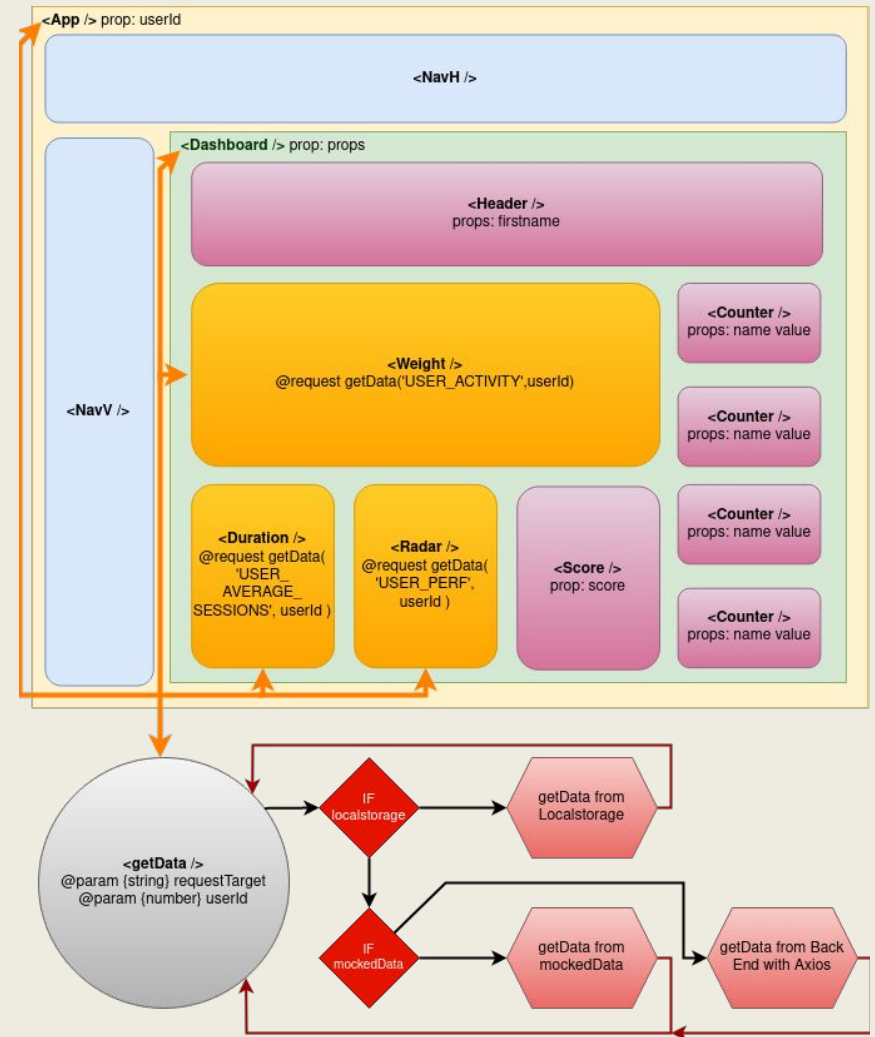 <App /> prop: userId
<NavH />
<NavV />
<Dashboard /> prop: props
<Header />
props: firstname
<Weight />
@request getData('USER_ACTIVITY',userId)
<Counter />
props: name value
<Counter />
props: name value
<Duration />
@request getData(
'USER_
AVERAGE_
SESSIONS', userId )
<Radar />
@request getData(
'USER_PERF',
userId )
<Score />
prop: score
<Counter />
props: name value
<Counter />
props: name value
<getData />
@param {string} requestTarget
@param {number} userId
IF
localstorage
getData from
Localstorage
IF
mockedData
getData from
mockedData
getData from Back
End with Axios